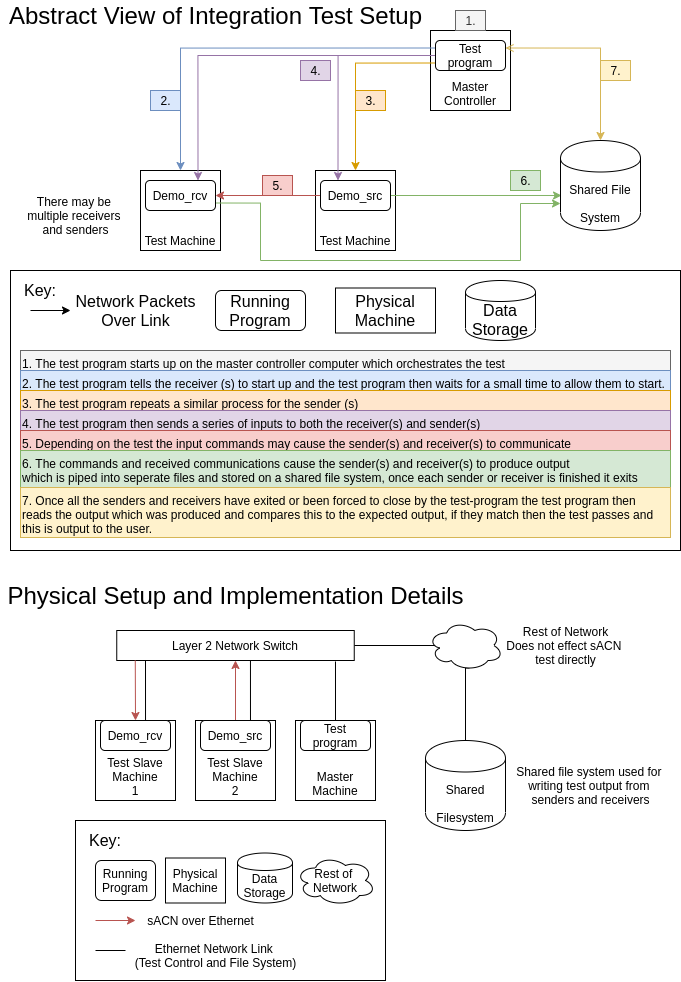 Abstract View of Integration Test Setup
1.
Test
program
Master
Controller
2.
4.
3.
7.
Demo_rcv
Test Machine
5.
Demo_src
Test Machine
6.
Shared File
System
There may be
multiple receivers
and senders
Key:
Network Packets
Over Link
Running
Program
Physical
Machine
Data
Storage
1. The test program starts up on the master controller computer which orchestrates the test
2. The test program tells the receiver (s) to start up and the test program then waits for a small time to allow them to start.
3. The test program repeats a similar process for the sender (s)
4. The test program then sends a series of inputs to both the receiver(s) and sender(s)
5. Depending on the test the input commands may cause the sender(s) and receiver(s) to communicate
6. The commands and received communications cause the sender(s) and receiver(s) to produce output
which is piped into seperate files and stored on a shared file system, once each sender or receiver is finished it exits
7. Once all the senders and receivers have exited or been forced to close by the test-program the test program then
reads the output which was produced and compares this to the expected output, if they match then the test passes and
this is output to the user.
Physical Setup and Implementation Details
Layer 2 Network Switch
Rest of Network
Does not effect sACN
test directly
Demo_rcv
Test Slave
Machine
1
Demo_src
Test Slave
Machine
2
Test
program
Master
Machine
Shared
Filesystem
Shared file system used for
writing test output from
senders and receivers
Key:
Running
Program
Physical
Machine
Data
Storage
Rest of
Network
sACN over Ethernet
Ethernet Network Link
(Test Control and File System)